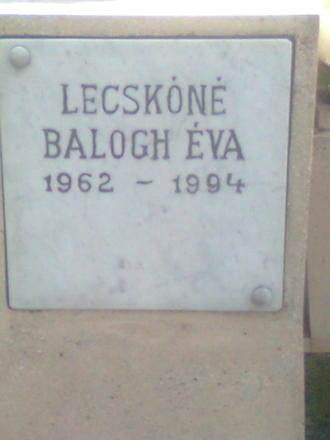 LECSKÓNÉ
BALOGH ÉVA
1962 - 1994